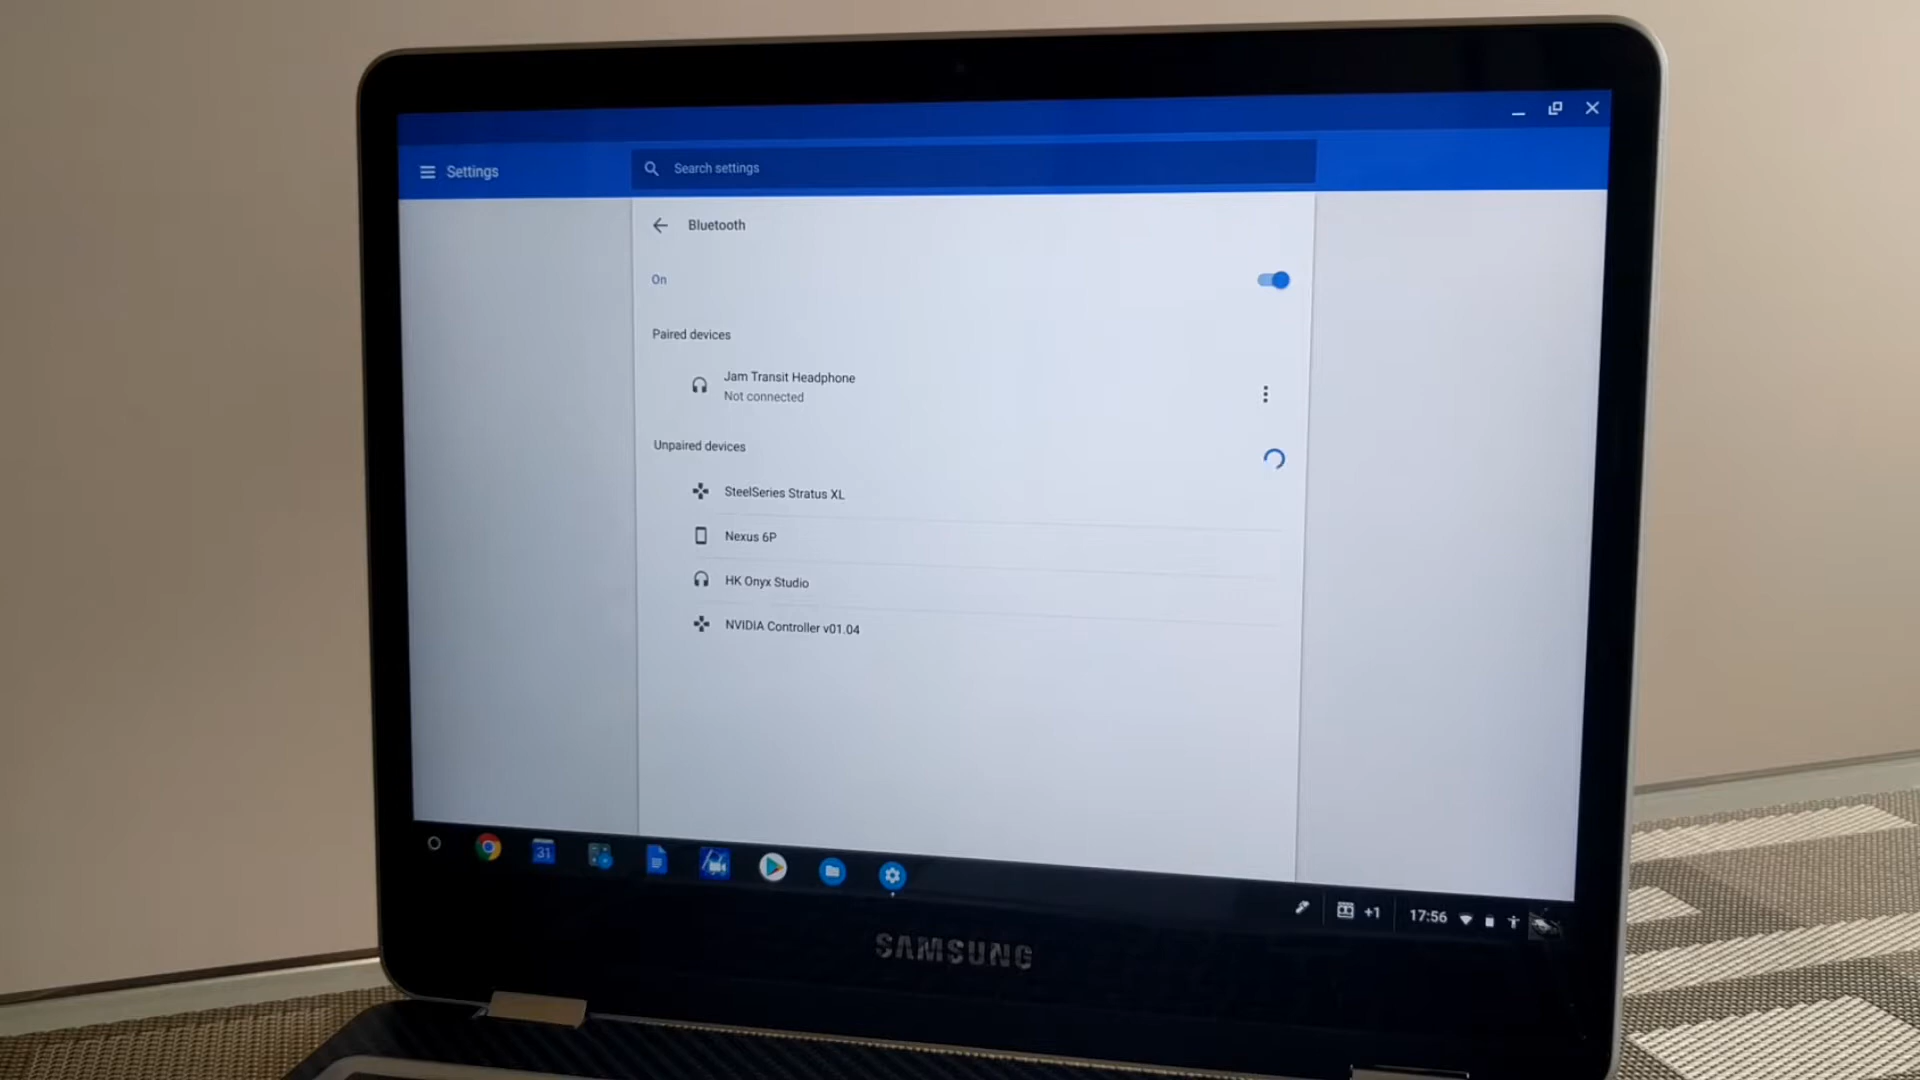 Settings
Search settings
Bluetooth
On
Paired devices
Jam Transit Headphone
Not connected
Unpaired devices
SteelSeries Stratus XL
Nexus 6P
HK Onyx Studio
NVIDIA Controller v01.04
31
+1
17:56
SAMSUNG